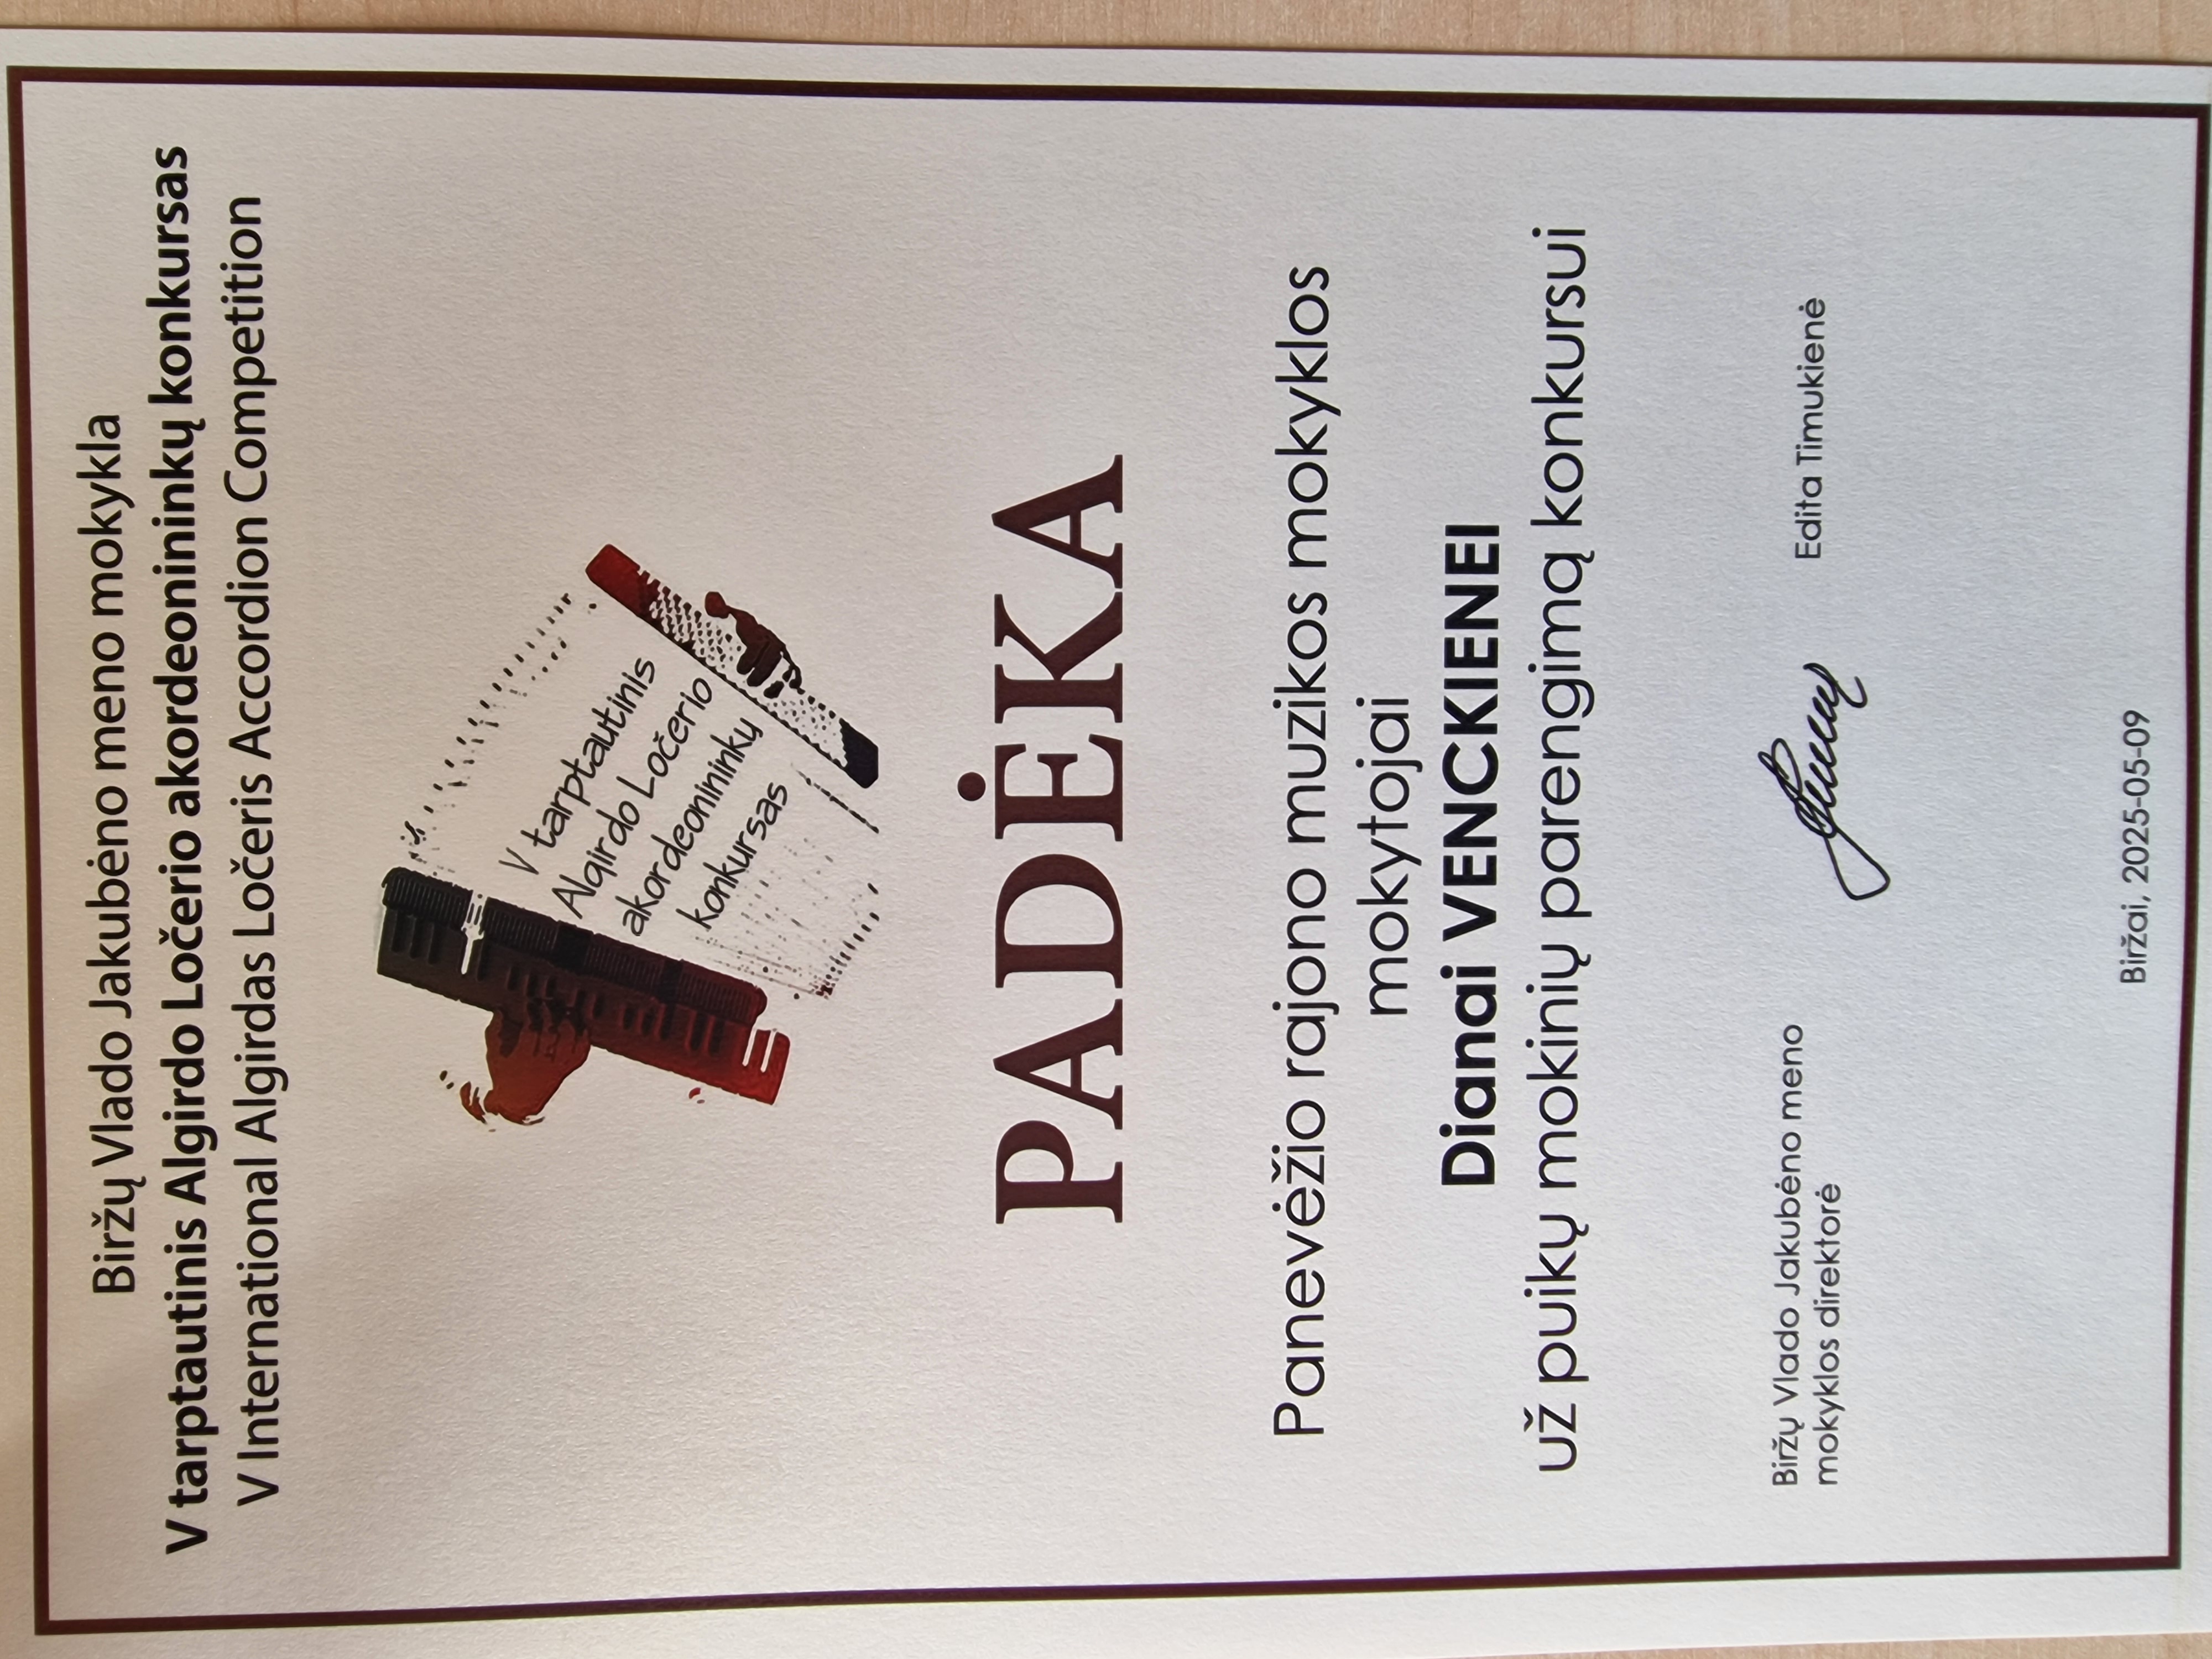 Biržų Vlado Jakubėno meno mokykla
V tarptautinis Algirdo Ločerio akordeonininkų konkursas
V International Algirdas Ločeris Accordion Competition
V tarptautinis
Algirdo Ločerio
akordeonininkų
konkursas
PADĖKA
Panevėžio rajono muzikos mokyklos
mokytojai
Dianai VENCKIENEI
už puikų mokinių parengimą konkursui
Biržų Vlado Jakubėno meno
mokyklos direktorė
Edita Timukienė
Biržai, 2025-05-09